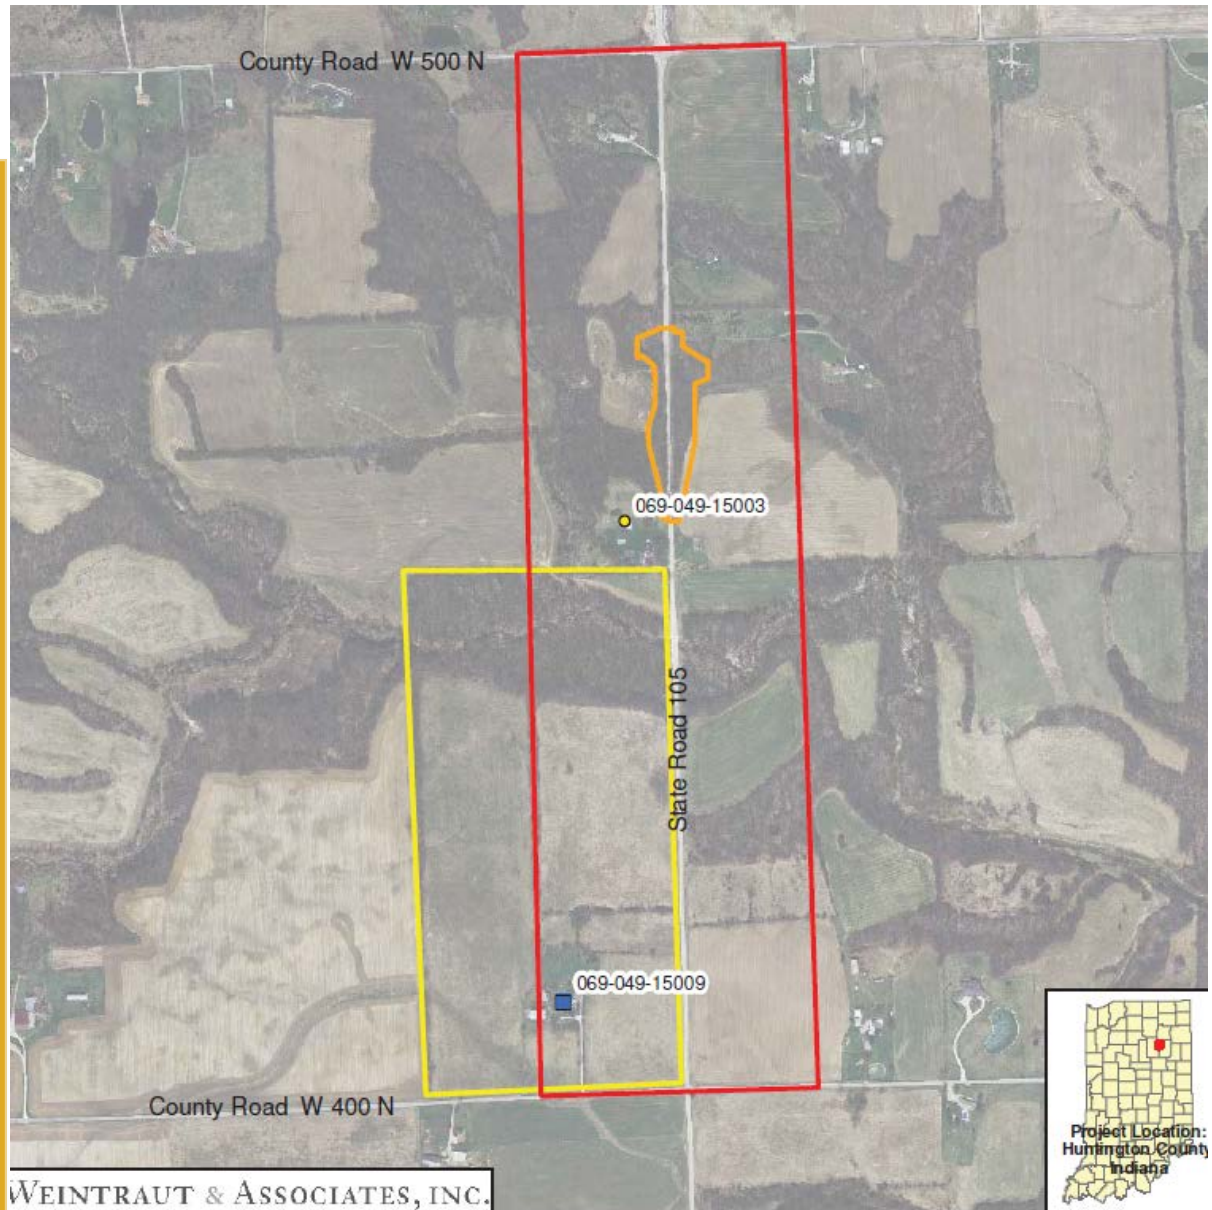 County Road W 500 N
069-049-15003
State Road 105
069-049-15009
County Road W 400 N
Project Location:
Huntington County
Indiana
WEINTRAUT & ASSOCIATES, INC.